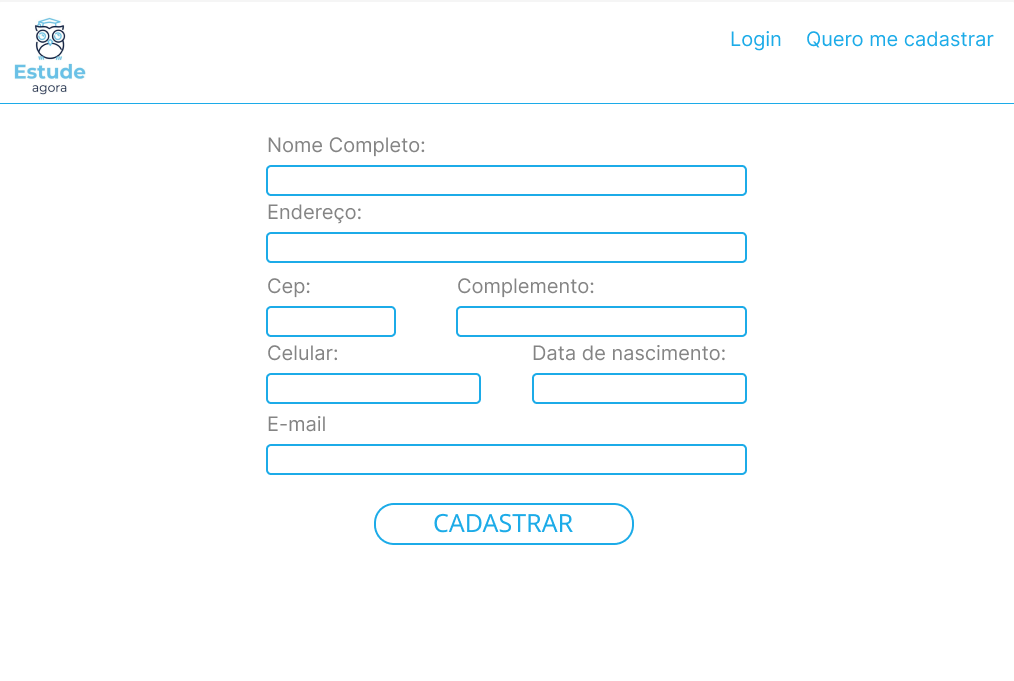 Login Quero me cadastrar
Estude
agora
Nome Completo:
Endereço:
Cep: Complemento:
Celular: Data de nascimento:
E-mail
CADASTRAR